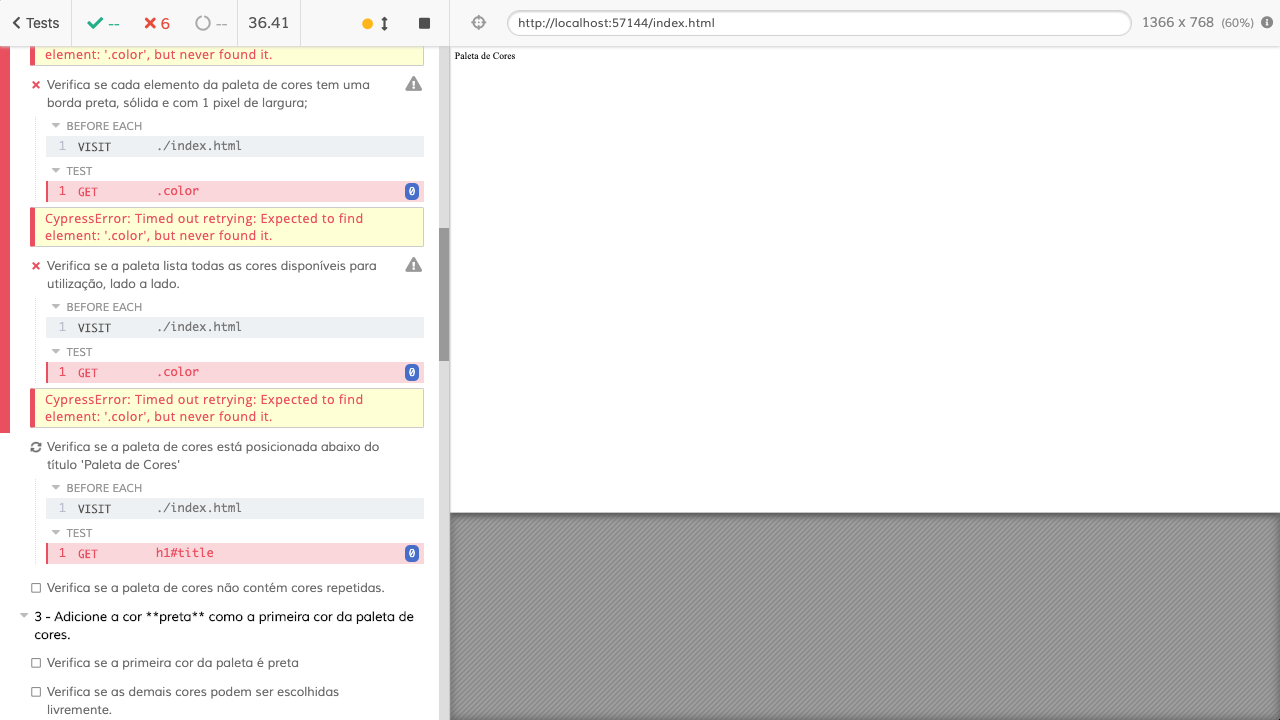 Tests
--
6
--
36.41
http://localhost:57144/index.html
1366 x 768 (60%)
element: '.color', but never found it.
Verifica se cada elemento da paleta de cores tem uma
borda preta, sólida e com 1 pixel de largura;
BEFORE EACH
1 VISIT ./index.html
TEST
1 GET .color 0
CypressError: Timed out retrying: Expected to find
element: '.color', but never found it.
Verifica se a paleta lista todas as cores disponíveis para
utilização, lado a lado.
BEFORE EACH
1 VISIT ./index.html
TEST
1 GET .color 0
CypressError: Timed out retrying: Expected to find
element: '.color', but never found it.
Verifica se a paleta de cores está posicionada abaixo do
título 'Paleta de Cores'
BEFORE EACH
1 VISIT ./index.html
TEST
1 GET h1#title 0
Verifica se a paleta de cores não contém cores repetidas.
3 - Adicione a cor **preta** como a primeira cor da paleta de
cores.
Verifica se a primeira cor da paleta é preta
Verifica se as demais cores podem ser escolhidas
livremente.
Paleta de Cores